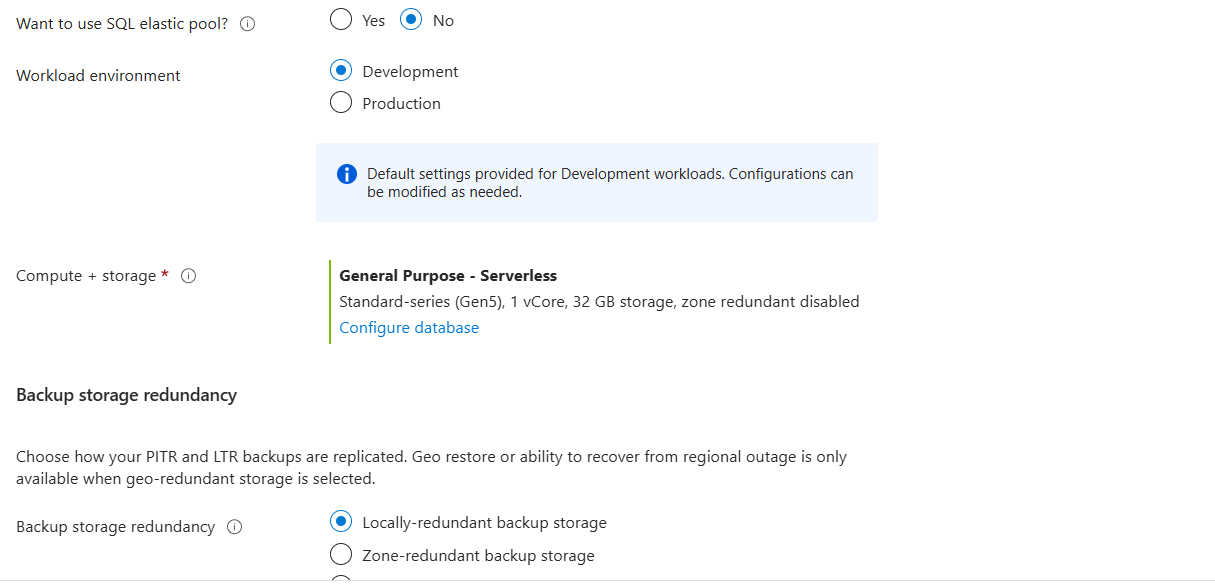 Want to use SQL elastic pool?
Yes
No
Workload environment
Development
Production
Default settings provided for Development workloads. Configurations can
be modified as needed.
Compute + storage *
General Purpose - Serverless
Standard-series (Gen5), 1 vCore, 32 GB storage, zone redundant disabled
Configure database
Backup storage redundancy
Choose how your PITR and LTR backups are replicated. Geo restore or ability to recover from regional outage is only
available when geo-redundant storage is selected.
Backup storage redundancy
Locally-redundant backup storage
Zone-redundant backup storage